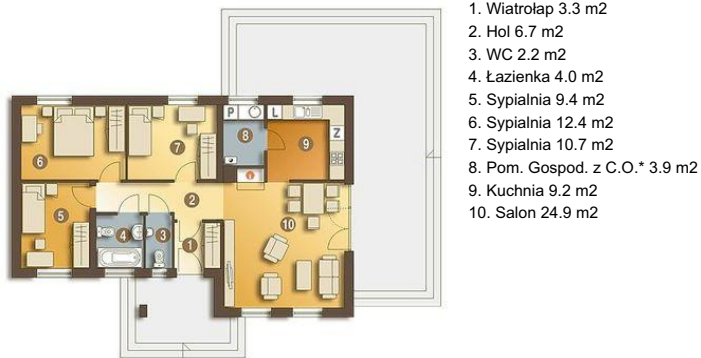 1. Wiatrołap 3.3 m2
2. Hol 6.7 m2
3. WC 2.2 m2
4. Łazienka 4.0 m2
5. Sypialnia 9.4 m2
6. Sypialnia 12.4 m2
7. Sypialnia 10.7 m2
8. Pom. Gospod. z C.O.* 3.9 m2
9. Kuchnia 9.2 m2
10. Salon 24.9 m2
P L
Z
8 9
6 7
2
5 10
4 3 1